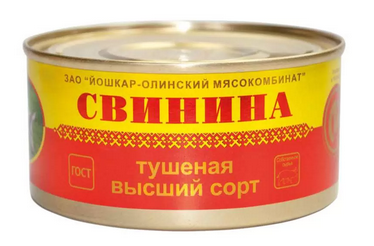 ЗАО "ЙОШКАР-ОЛИНСКИЙ МЯСОКОМБИНАТ"
СВИНИНА
тушеная
высший сорт
ГОСТ